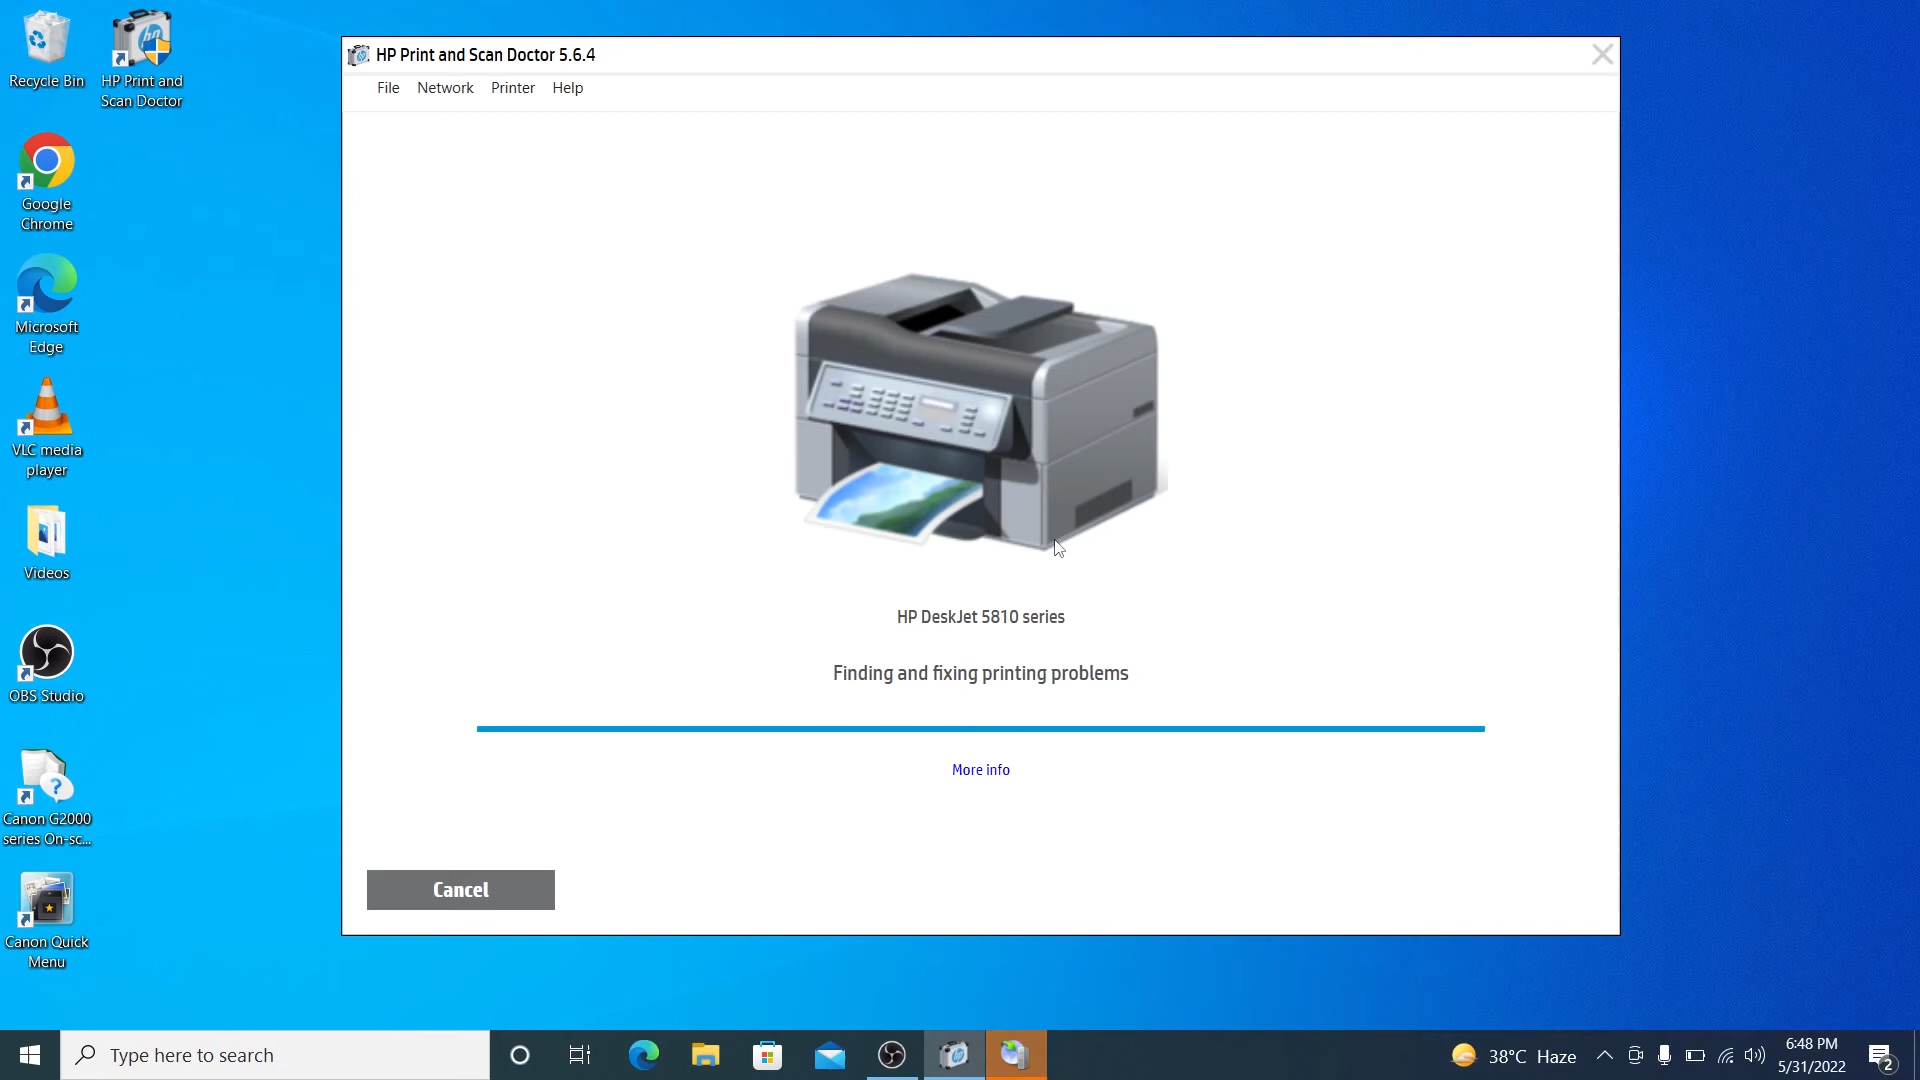 Recycle Bin
HP Print and
Scan Doctor
Google
Chrome
Microsoft
Edge
VLC media
player
Videos
OBS Studio
Canon G2000
series On-sc...
Canon Quick
Menu
HP Print and Scan Doctor 5.6.4
File Network Printer Help
HP DeskJet 5810 series
Finding and fixing printing problems
More info
Cancel
Type here to search
38°C Haze
6:48 PM
5/31/2022
2